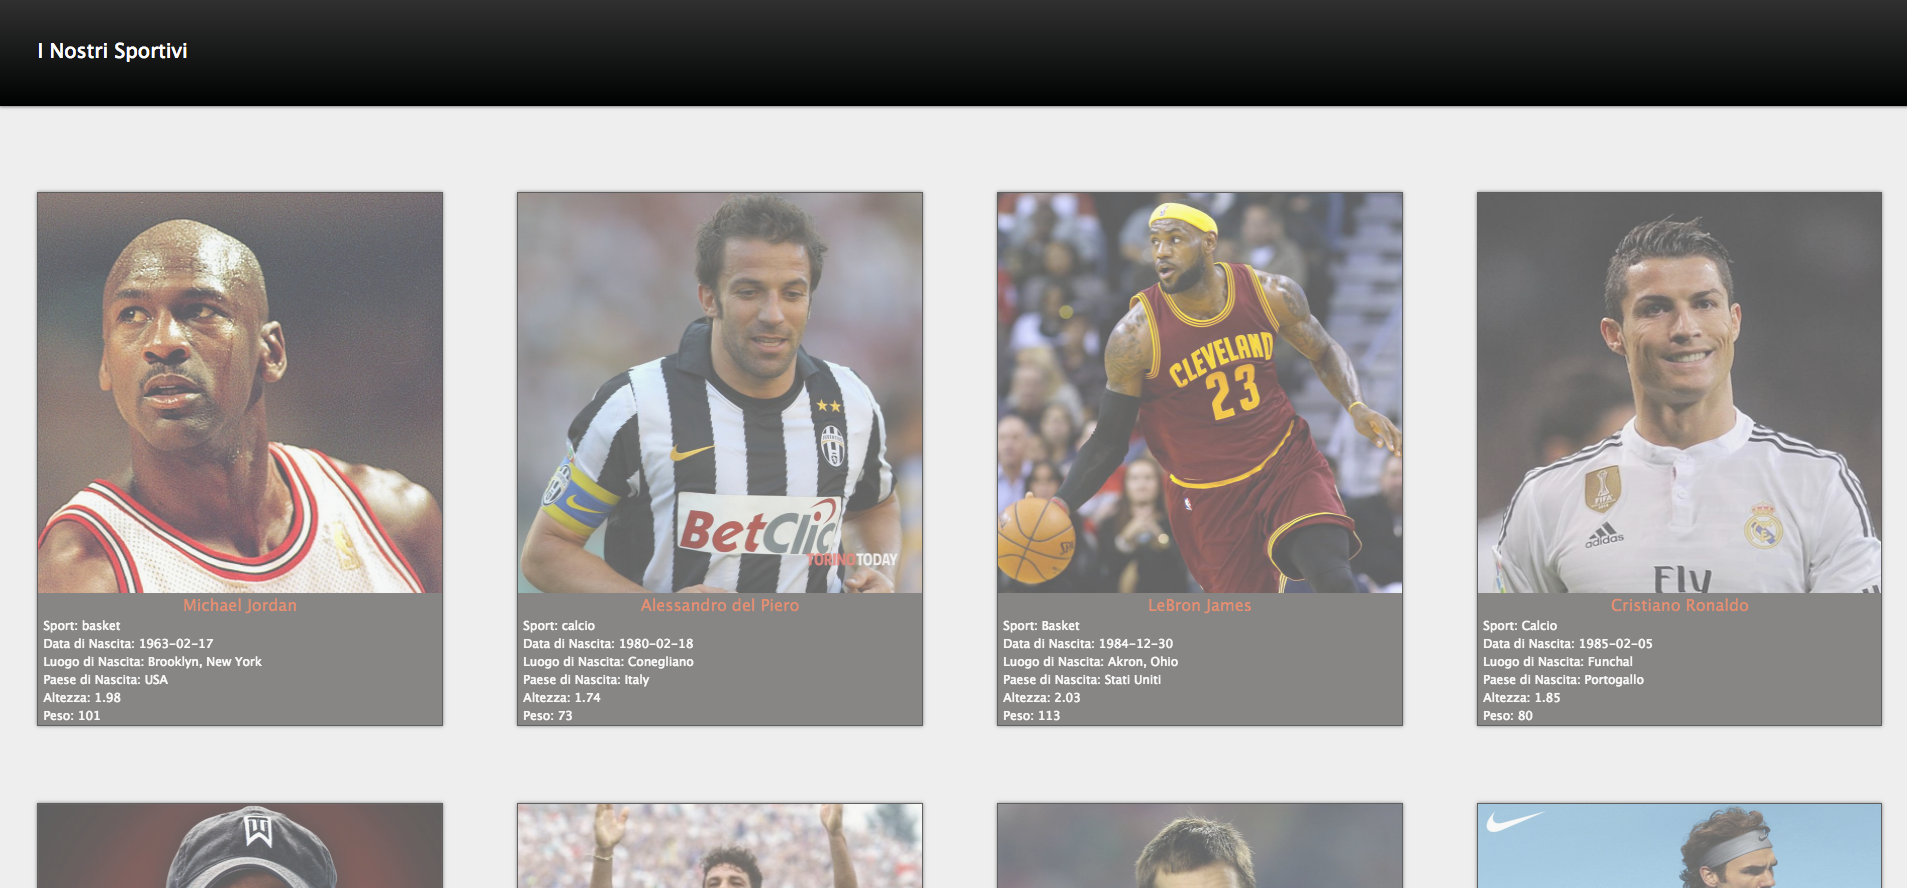 I Nostri Sportivi
CLEVELAND
23
BetClic
TORINOTODAY
FIFA
adidas
Fly
Michael Jordan
Sport: basket
Data di Nascita: 1963-02-17
Luogo di Nascita: Brooklyn, New York
Paese di Nascita: USA
Altezza: 1.98
Peso: 101
Alessandro del Piero
Sport: calcio
Data di Nascita: 1980-02-18
Luogo di Nascita: Conegliano
Paese di Nascita: Italy
Altezza: 1.74
Peso: 73
LeBron James
Sport: Basket
Data di Nascita: 1984-12-30
Luogo di Nascita: Akron, Ohio
Paese di Nascita: Stati Uniti
Altezza: 2.03
Peso: 113
Cristiano Ronaldo
Sport: Calcio
Data di Nascita: 1985-02-05
Luogo di Nascita: Funchal
Paese di Nascita: Portogallo
Altezza: 1.85
Peso: 80